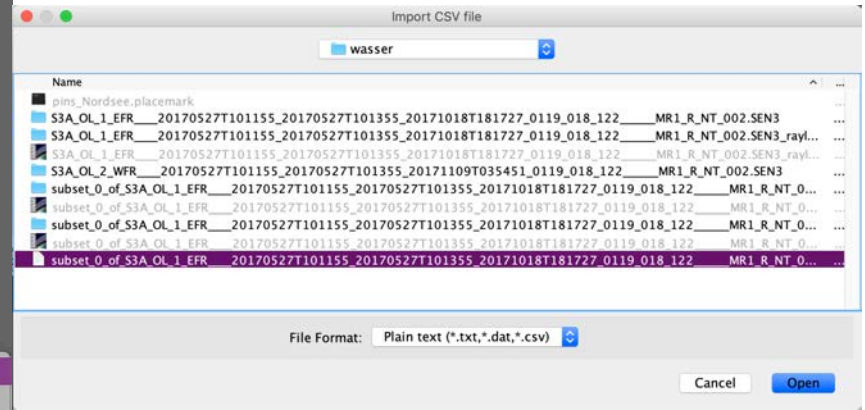 Import CSV file
wasser
Name
pins_Nordsee.placemark
S3A_OL_1_EFR____20170527T101155_20170527T101355_20171018T181727_0119_018_122______MR1_R_NT_002.SEN3
S3A_OL_1_EFR____20170527T101155_20170527T101355_20171018T181727_0119_018_122______MR1_R_NT_002.SEN3_rayl...
S3A_OL_1_EFR____20170527T101155_20170527T101355_20171018T181727_0119_018_122______MR1_R_NT_002.SEN3_rayl...
S3A_OL_2_WFR____20170527T101155_20170527T101355_20171109T035451_0119_018_122______MR1_R_NT_002.SEN3
subset_0_of_S3A_OL_1_EFR____20170527T101155_20170527T101355_20171018T181727_0119_018_122______MR1_R_NT_0...
subset_0_of_S3A_OL_1_EFR____20170527T101155_20170527T101355_20171018T181727_0119_018_122______MR1_R_NT_0...
subset_0_of_S3A_OL_1_EFR____20170527T101155_20170527T101355_20171018T181727_0119_018_122______MR1_R_NT_0...
subset_0_of_S3A_OL_1_EFR____20170527T101155_20170527T101355_20171018T181727_0119_018_122______MR1_R_NT_0...
subset_0_of_S3A_OL_1_EFR____20170527T101155_20170527T101355_20171018T181727_0119_018_122______MR1_R_NT_0...
File Format: Plain text (*.txt,*.dat,*.csv)
Cancel Open